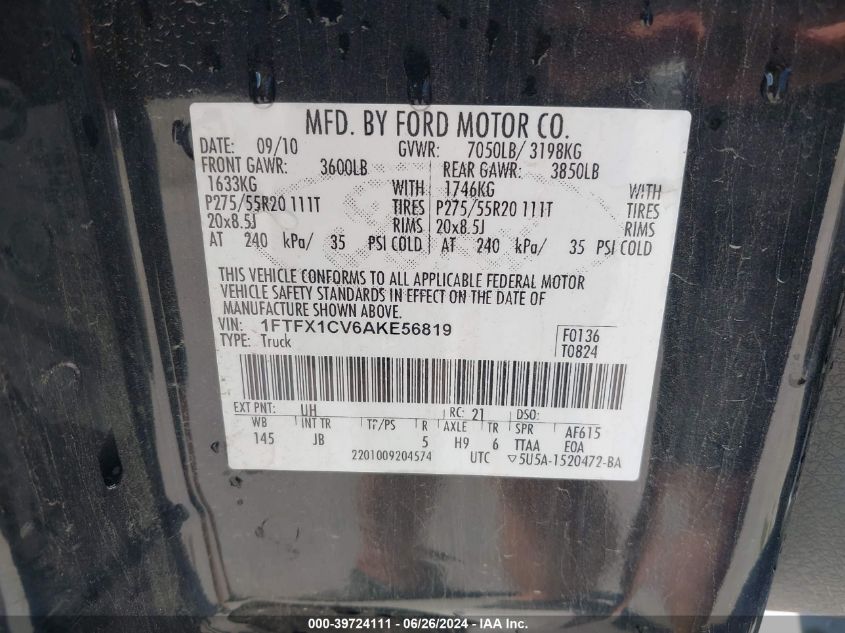 MFD. BY FORD MOTOR CO.
DATE: 09/10 GVWR: 7050LB/ 3198KG
FRONT GAWR: 3600LB REAR GAWR: 3850LB
1633KG WITH 1746KG WITH
P275/55R20 111T TIRES P275/55R20 111T TIRES
20x8.5J RIMS 20x8.5J RIMS
AT 240 kPa/ 35 PSI COLD AT 240 kPa/ 35 PSI COLD
THIS VEHICLE CONFORMS TO ALL APPLICABLE FEDERAL MOTOR
VEHICLE SAFETY STANDARDS IN EFFECT ON THE DATE OF
MANUFACTURE SHOWN ABOVE.
VIN: 1FTFX1CV6AKE56819 F0136
TYPE: Truck T0824
EXT PNT: UH RC: 21 DSO:
WB INT TR TP/PS R AXLE TR SPR AF615
145 JB 5 H9 6 TTAA E0A
2201009204574 UTC ▽5U5A-1520472-BA
000-39724111 - 06/26/2024 - www.iaai.com